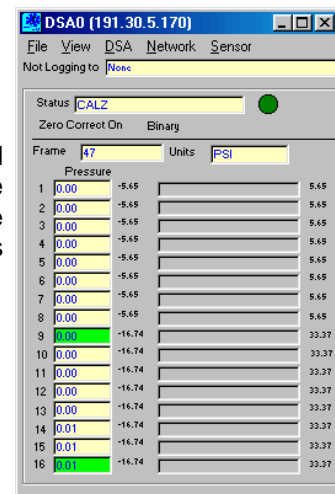 DSA0 (191.30.5.170)
File View DSA Network Sensor
Not Logging to None
Status CALZ
Zero Correct On Binary
Frame 47 Units PSI
Pressure
1 0.00 -5.65 5.65
2 0.00 -5.65 5.65
3 0.00 -5.65 5.65
4 0.00 -5.65 5.65
5 0.00 -5.65 5.65
6 0.00 -5.65 5.65
7 0.00 -5.65 5.65
8 0.00 -5.65 5.65
9 0.00 -16.74 33.37
10 0.00 -16.74 33.37
11 0.00 -16.74 33.37
12 0.00 -16.74 33.37
13 0.00 -16.74 33.37
14 0.01 -16.74 33.37
15 0.01 -16.74 33.37
16 0.01 -16.74 33.37